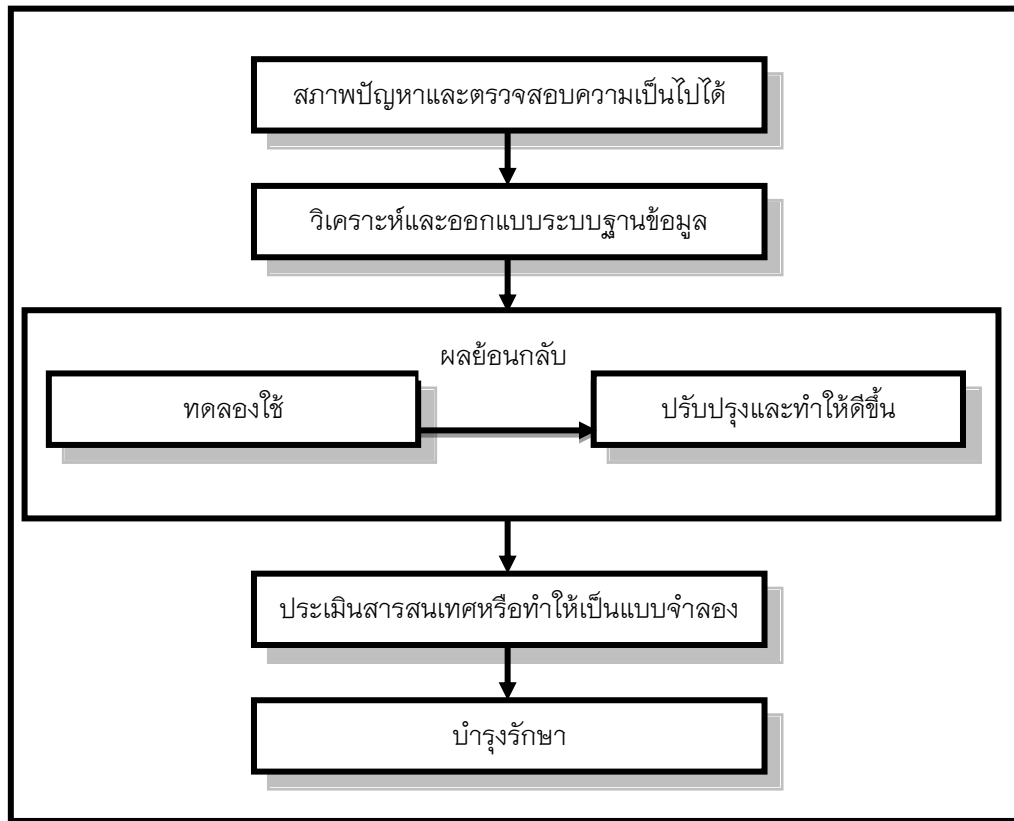 สภาพปัญหาและตรวจสอบความเป็นไปได้
วิเคราะห์และออกแบบระบบฐานข้อมูล
ผลย้อนกลับ
ทดลองใช้
ปรับปรุงและทำให้ดีขึ้น
ประเมินสารสนเทศหรือทำให้เป็นแบบจำลอง
บำรุงรักษา